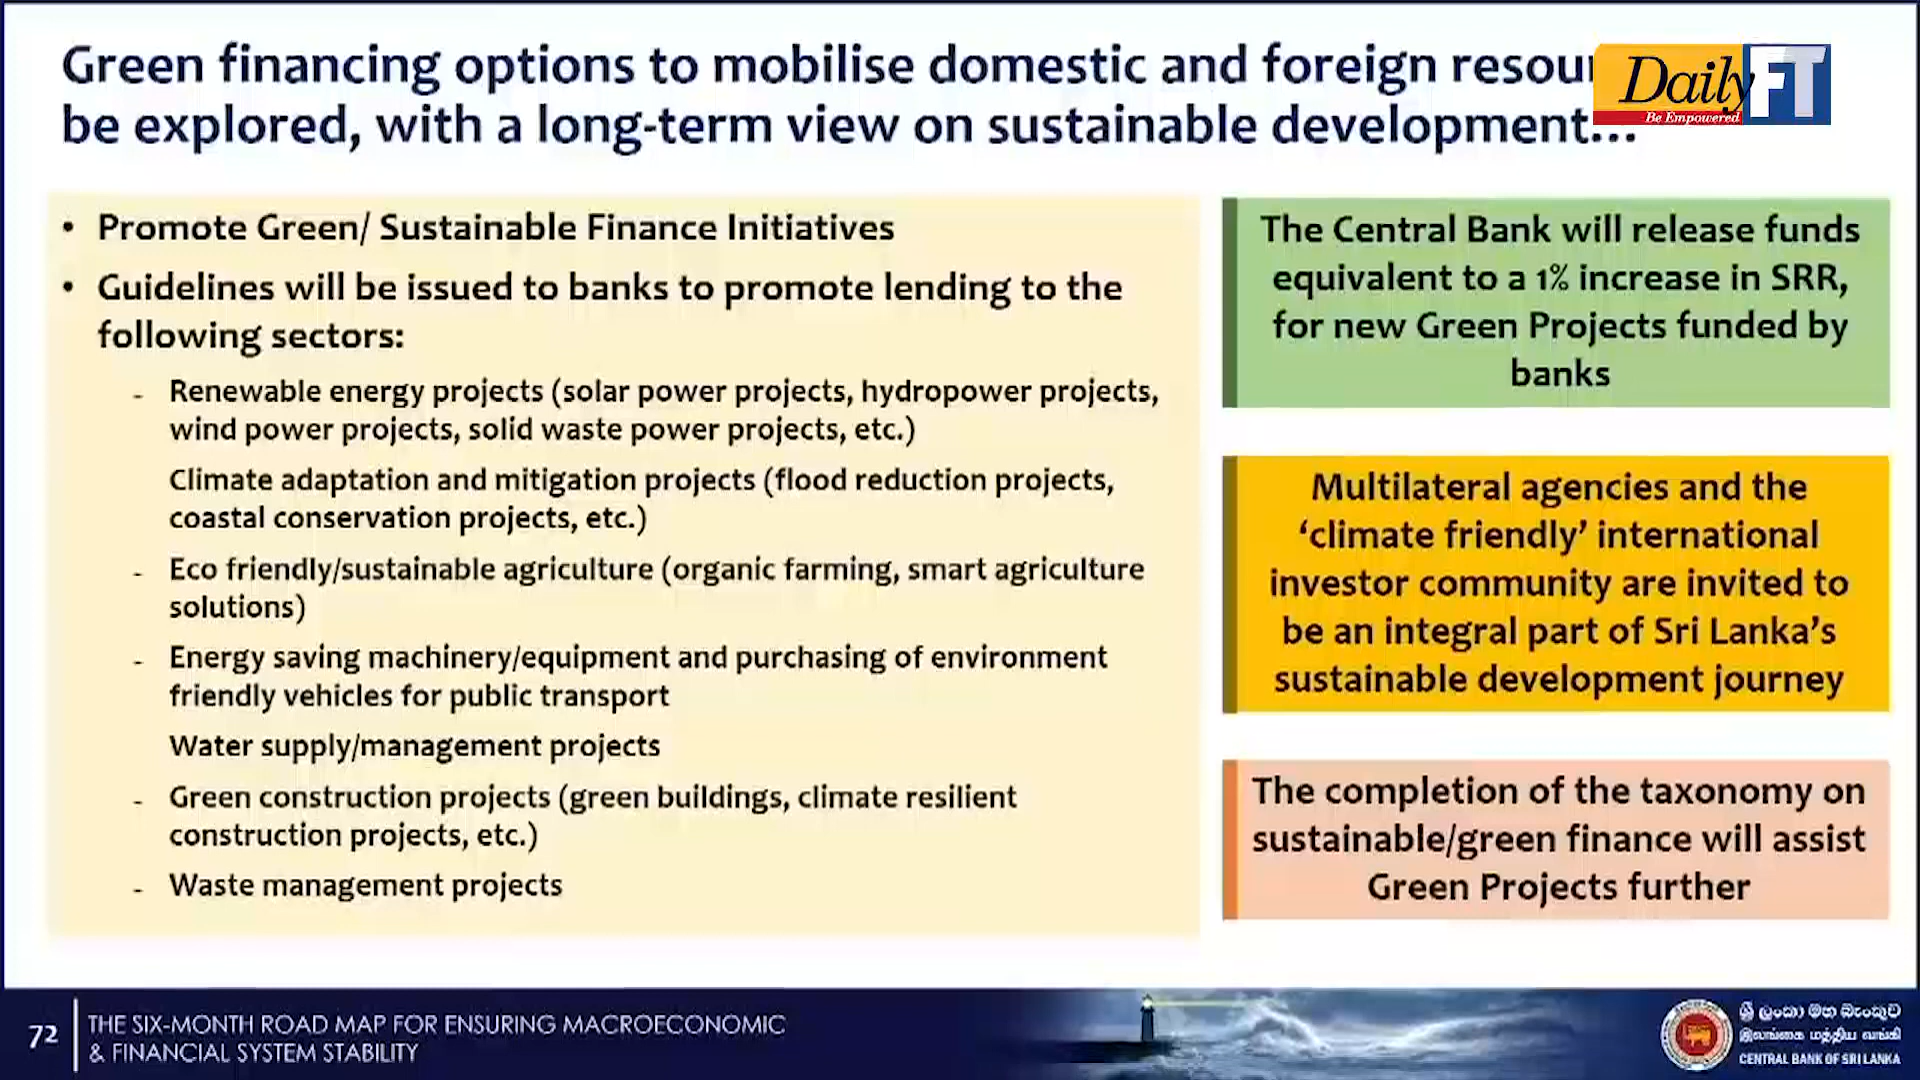 Green financing options to mobilise domestic and foreign
be explored, with a long-term view on sustainable development...
Daily FT
Be Empowered
• Promote Green/ Sustainable Finance Initiatives
• Guidelines will be issued to banks to promote lending to the
following sectors:
- Renewable energy projects (solar power projects, hydropower projects,
wind power projects, solid waste power projects, etc.)
Climate adaptation and mitigation projects (flood reduction projects,
coastal conservation projects, etc.)
- Eco friendly/sustainable agriculture (organic farming, smart agriculture
solutions)
- Energy saving machinery/equipment and purchasing of environment
friendly vehicles for public transport
Water supply/management projects
- Green construction projects (green buildings, climate resilient
construction projects, etc.)
- Waste management projects
The Central Bank will release funds
equivalent to a 1% increase in SRR,
for new Green Projects funded by
banks
Multilateral agencies and the
‘climate friendly’ international
investor community are invited to
be an integral part of Sri Lanka’s
sustainable development journey
The completion of the taxonomy on
sustainable/green finance will assist
Green Projects further
72
THE SIX-MONTH ROAD MAP FOR ENSURING MACROECONOMIC
& FINANCIAL SYSTEM STABILITY
ශ්‍රී ලංකා මහ බැංකුව
இலங்கை மத்திய வங்கி
CENTRAL BANK OF SRI LANKA